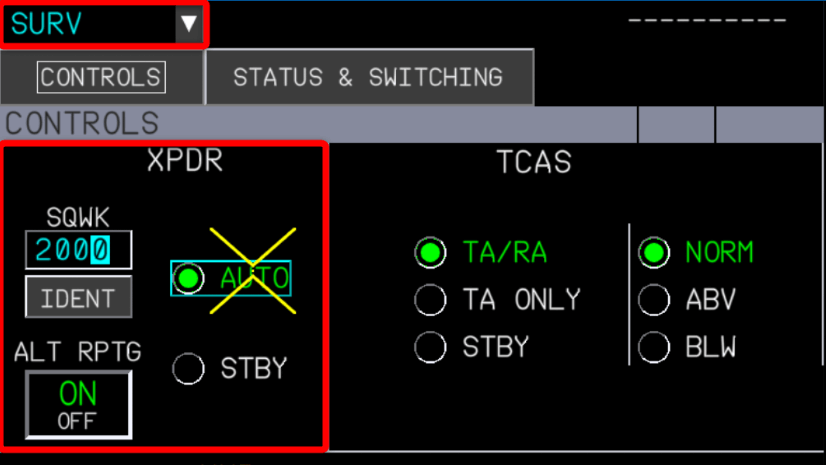 SURV
----------
CONTROLS
STATUS & SWITCHING
CONTROLS
XPDR
TCAS
SQWK
2000
IDENT
AUTO
ALT RPTG
ON
OFF
STBY
TA/RA
TA ONLY
STBY
NORM
ABV
BLW